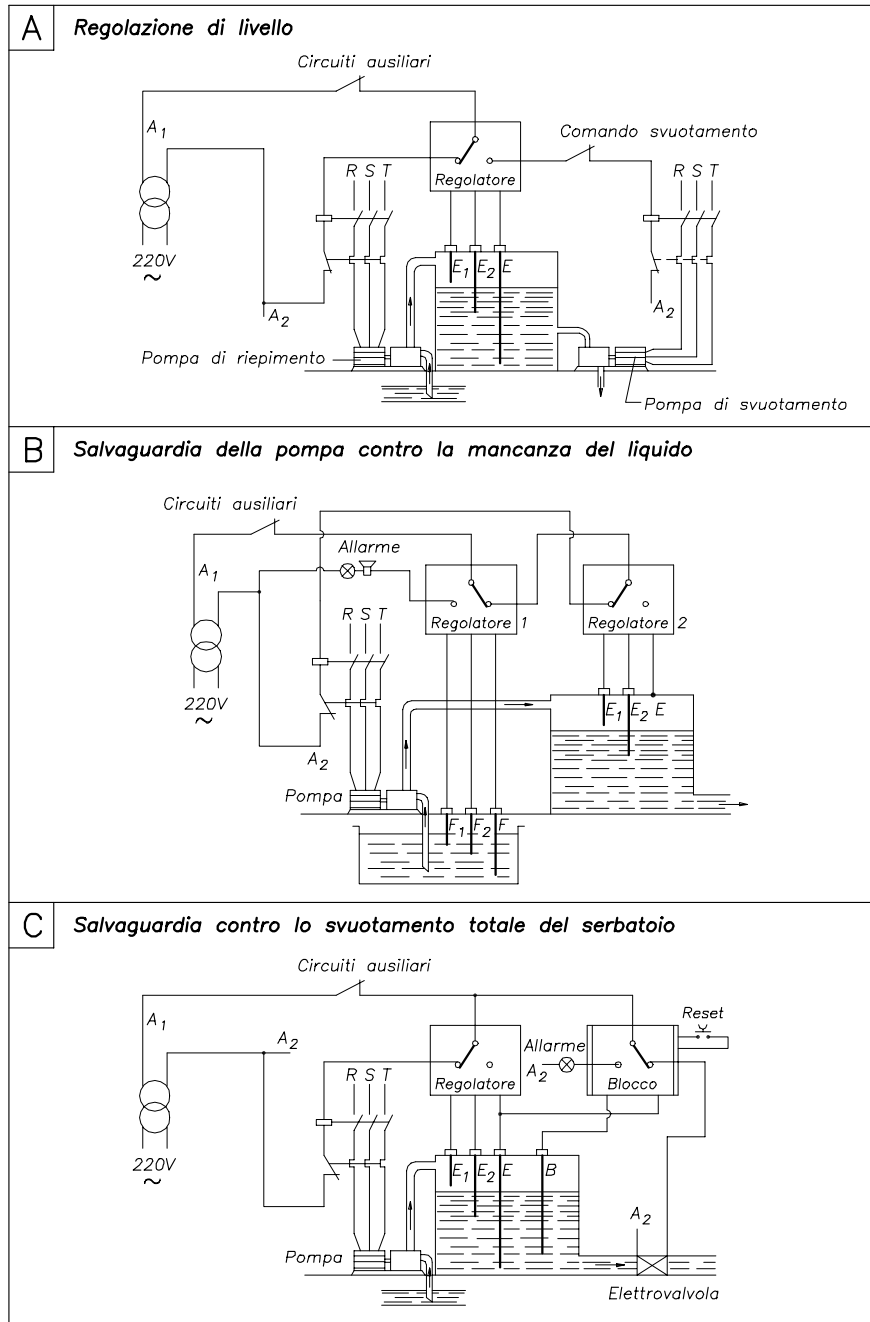 A Regolazione di livello
Circuiti ausiliari
A1
Comando svuotamento
R S T
Regolatore
R S T
220V
~
E1 E2 E
A2
A2
Pompa di riepimento
Pompa di svuotamento
B Salvaguardia della pompa contro la mancanza del liquido
Circuiti ausiliari
Allarme
A1
R S T
Regolatore 1
Regolatore 2
220V
~
E1 E2 E
A2
Pompa
F1 F2 F
C Salvaguardia contro lo svuotamento totale del serbatoio
Circuiti ausiliari
A1
A2
Reset
Allarme
A2
R S T
Regolatore
Blocco
220V
~
E1 E2 E B
A2
Pompa
Elettrovalvola